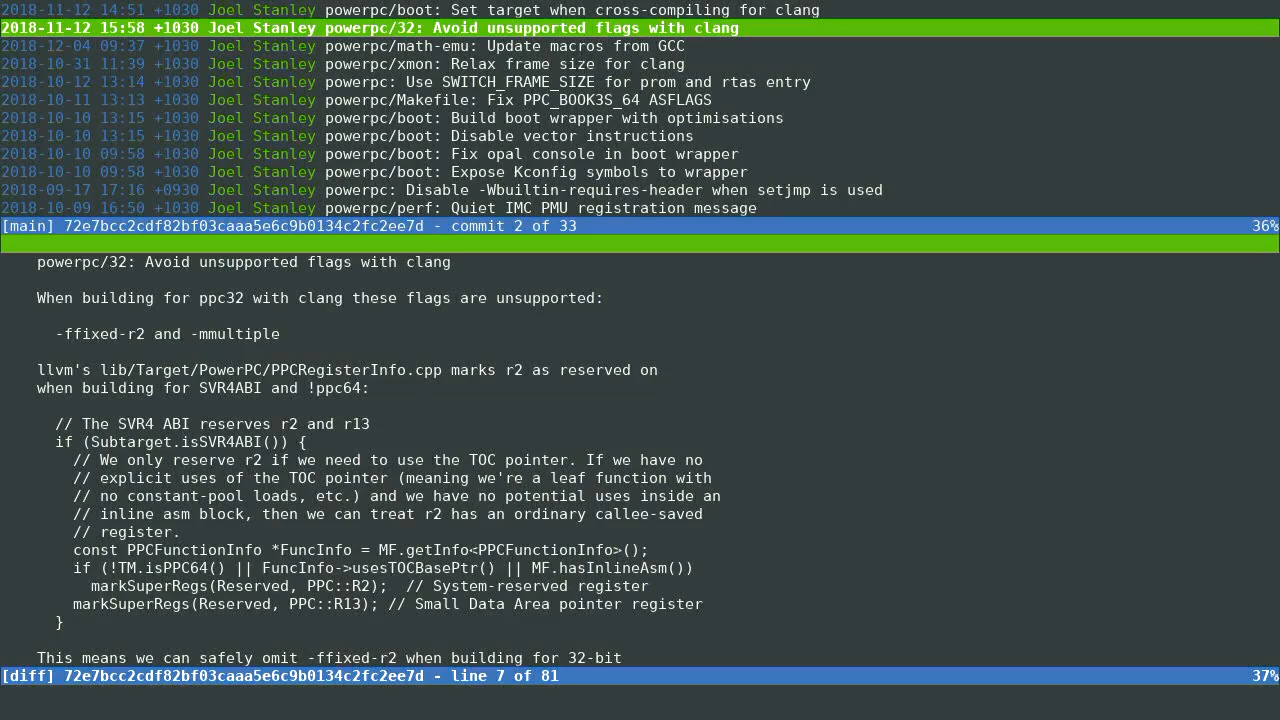 2018-11-12 14:51 +1030 Joel Stanley powerpc/boot: Set target when cross-compiling for clang
2018-11-12 15:58 +1030 Joel Stanley powerpc/32: Avoid unsupported flags with clang
2018-12-04 09:37 +1030 Joel Stanley powerpc/math-emu: Update macros from GCC
2018-10-31 11:39 +1030 Joel Stanley powerpc/xmon: Relax frame size for clang
2018-10-12 13:14 +1030 Joel Stanley powerpc: Use SWITCH_FRAME_SIZE for prom and rtas entry
2018-10-11 13:13 +1030 Joel Stanley powerpc/Makefile: Fix PPC_BOOK3S_64 ASFLAGS
2018-10-10 13:15 +1030 Joel Stanley powerpc/boot: Build boot wrapper with optimisations
2018-10-10 13:15 +1030 Joel Stanley powerpc/boot: Disable vector instructions
2018-10-10 09:58 +1030 Joel Stanley powerpc/boot: Fix opal console in boot wrapper
2018-10-10 09:58 +1030 Joel Stanley powerpc/boot: Expose Kconfig symbols to wrapper
2018-09-17 17:16 +0930 Joel Stanley powerpc: Disable -Wbuiltin-requires-header when setjmp is used
2018-10-09 16:50 +1030 Joel Stanley powerpc/perf: Quiet IMC PMU registration message
[main] 72e7bcc2cdf82bf03caaa5e6c9b0134c2fc2ee7d - commit 2 of 33 36%
powerpc/32: Avoid unsupported flags with clang
When building for ppc32 with clang these flags are unsupported:
-ffixed-r2 and -mmultiple
llvm's lib/Target/PowerPC/PPCRegisterInfo.cpp marks r2 as reserved on
when building for SVR4ABI and !ppc64:
// The SVR4 ABI reserves r2 and r13
if (Subtarget.isSVR4ABI()) {
// We only reserve r2 if we need to use the TOC pointer. If we have no
// explicit uses of the TOC pointer (meaning we're a leaf function with
// no constant-pool loads, etc.) and we have no potential uses inside an
// inline asm block, then we can treat r2 has an ordinary callee-saved
// register.
const PPCFunctionInfo *FuncInfo = MF.getInfo<PPCFunctionInfo>();
if (!TM.isPPC64() || FuncInfo->usesTOCBasePtr() || MF.hasInlineAsm())
markSuperRegs(Reserved, PPC::R2);  // System-reserved register
markSuperRegs(Reserved, PPC::R13); // Small Data Area pointer register
}
This means we can safely omit -ffixed-r2 when building for 32-bit
[diff] 72e7bcc2cdf82bf03caaa5e6c9b0134c2fc2ee7d - line 7 of 81 37%